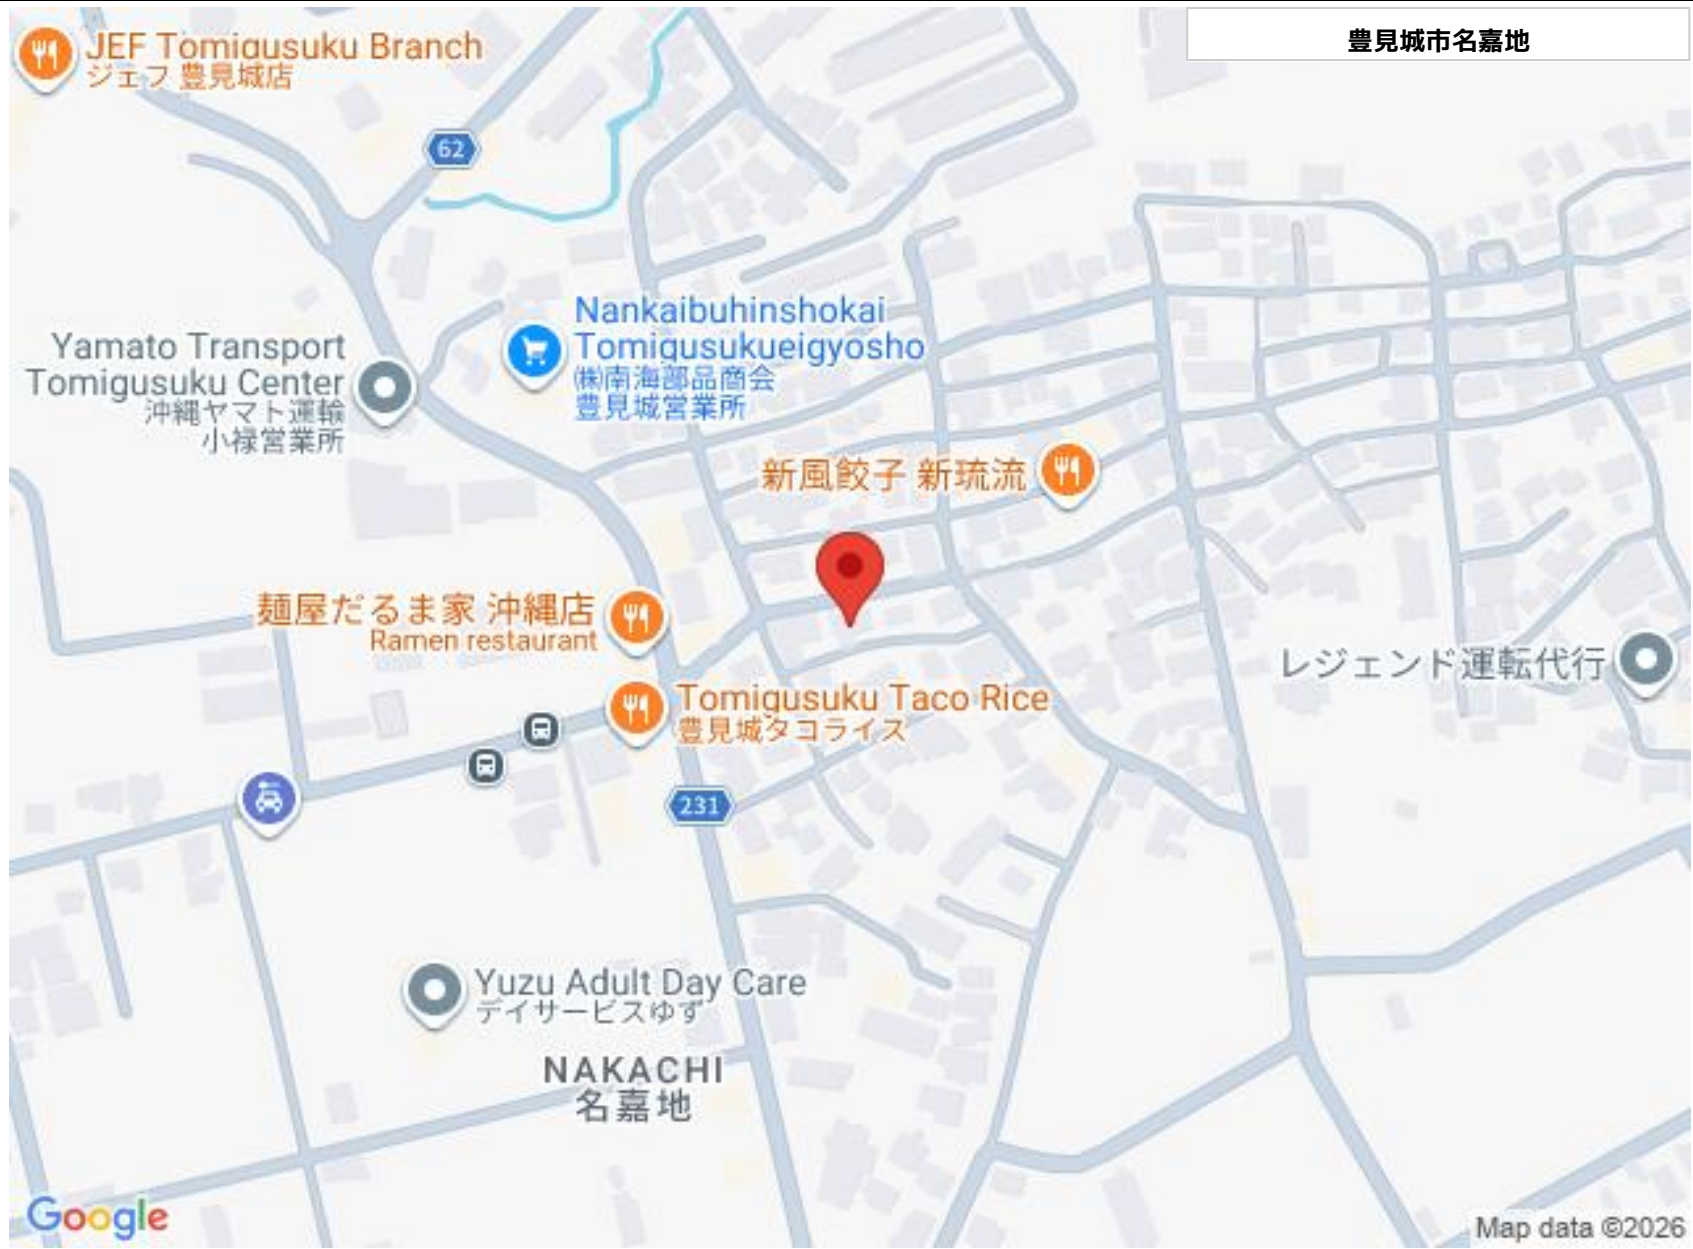 豊見城市名嘉地
JEF Tomigusuku Branch
ジェフ 豊見城店
62
Nankaibuhinshokai
Tomigusukueigyosho
㈱南海部品商会
豊見城営業所
Yamato Transport
Tomigusuku Center
沖縄ヤマト運輸
小禄営業所
新風餃子 新琉流
麺屋だるま家 沖縄店
Ramen restaurant
レジェンド運転代行
Tomigusuku Taco Rice
豊見城タコライス
231
Yuzu Adult Day Care
デイサービスゆず
NAKACHI
名嘉地
Google
Map data ©2026